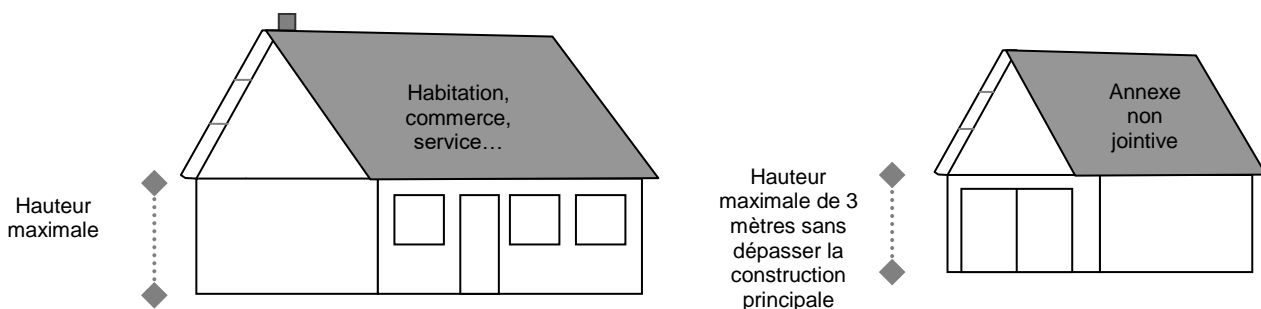 Habitation,
commerce,
service…
Hauteur
maximale
Annexe
non
jointive
Hauteur
maximale de 3
mètres sans
dépasser la
construction
principale